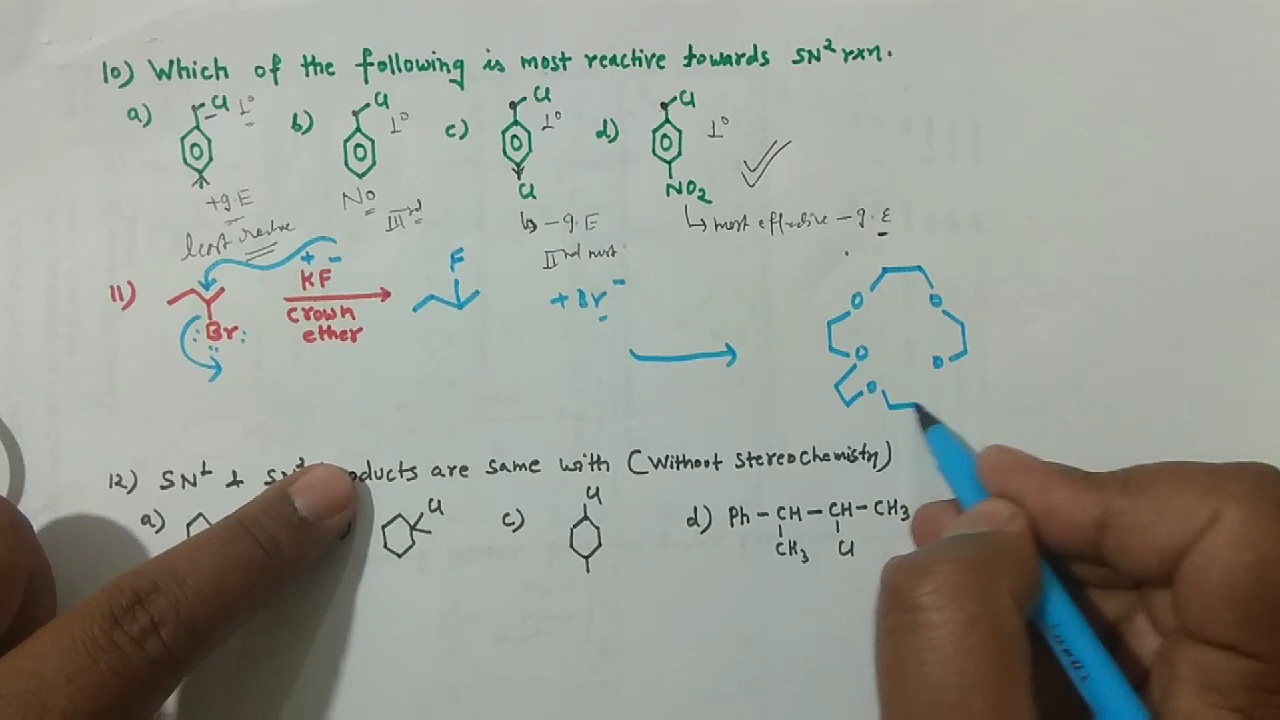 10) Which of the following is most reactive towards SN² rxn.
a) Cl 1° b) Cl 1° c) Cl 1° d) Cl 1°
Cl NO₂
+I.E NO IIIrd ↳ -I.E ↳ most effective -I.E
least reactive IInd most
11) Br KF + - crown ether F + Br⁻
O O O O O
12) SN¹ + SN² products are same with (Without stereochemistry)
a) Cl c) Cl d) Ph-CH-CH-CH₃
CH₃ Cl